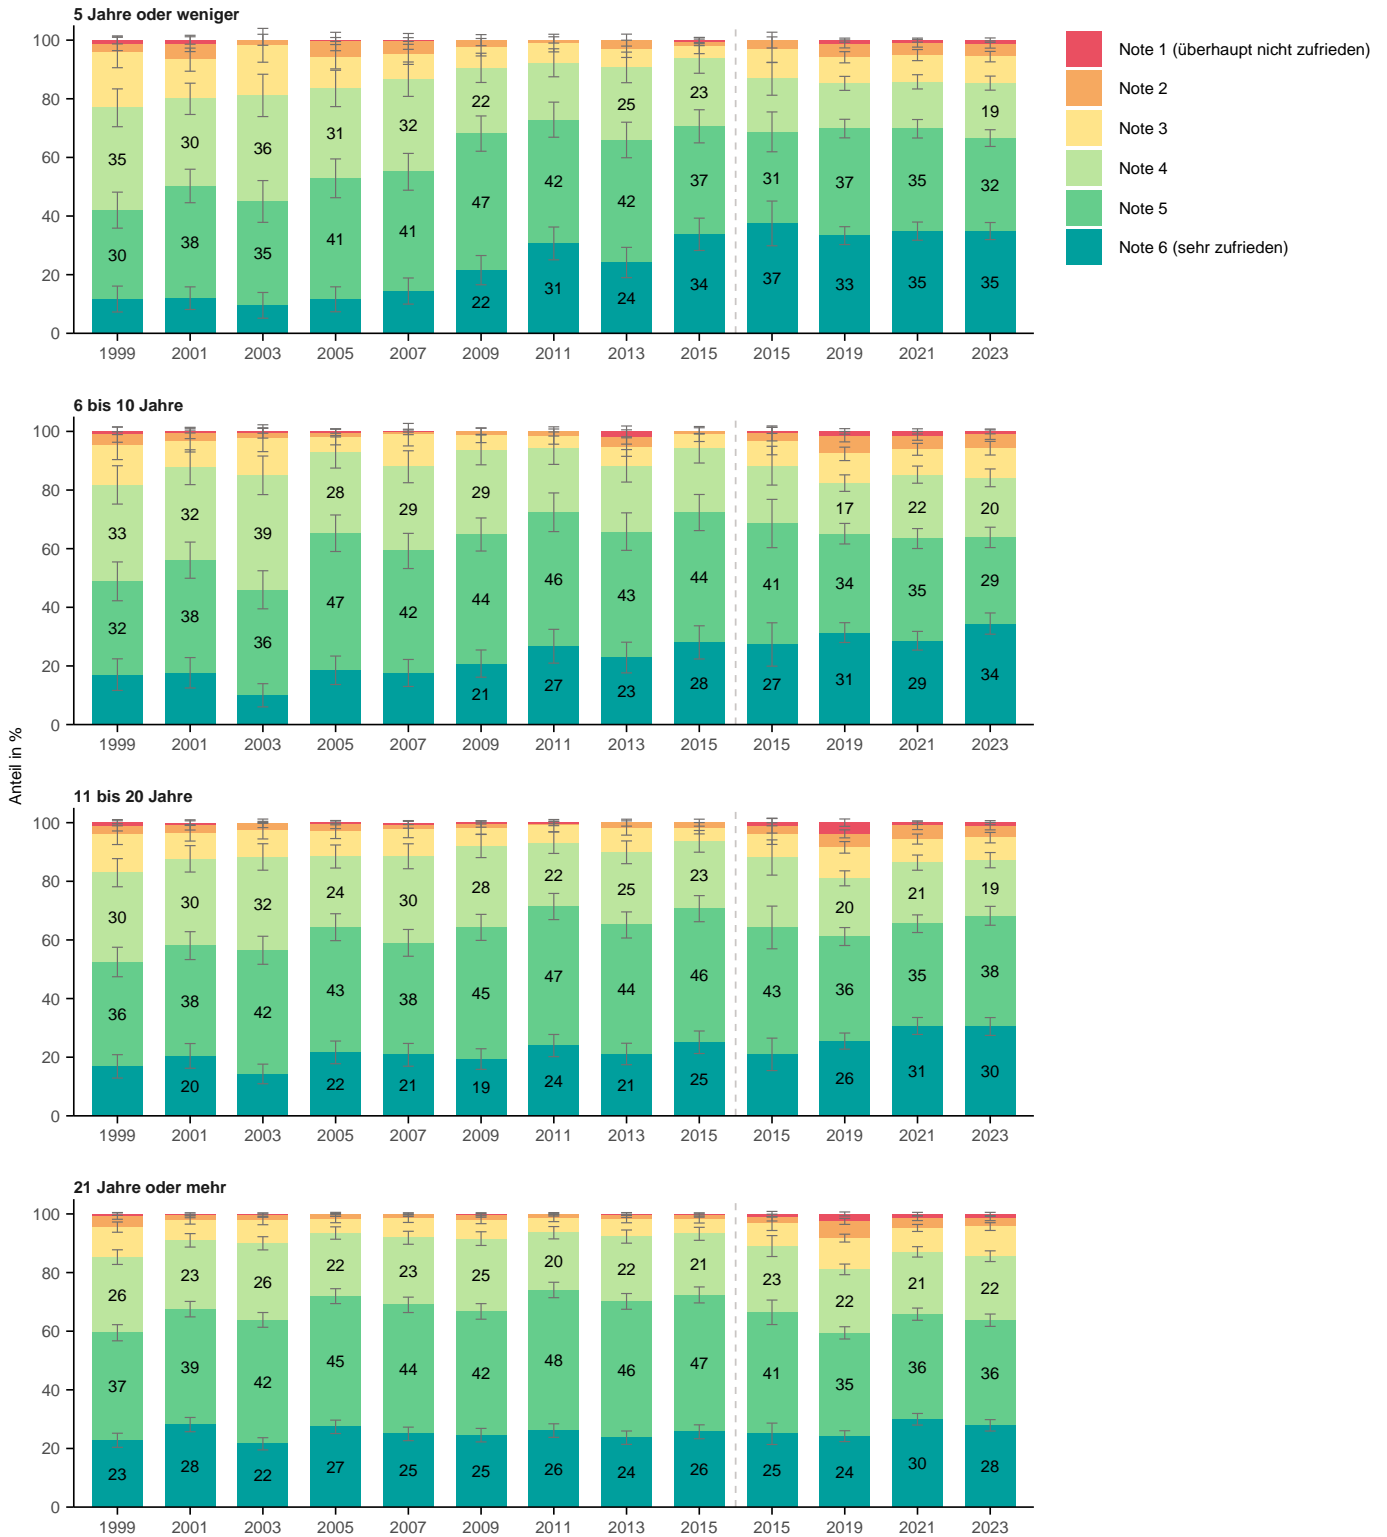 5 Jahre oder weniger
100
80
60
40
20
0
35 30 36 31 32 22 25 23 19
30 38 35 41 41 47 42 42 37 31 37 35 32
22 31 24 34 37 33 35 35
1999 2001 2003 2005 2007 2009 2011 2013 2015 2015 2019 2021 2023
Note 1 (überhaupt nicht zufrieden)
Note 2
Note 3
Note 4
Note 5
Note 6 (sehr zufrieden)
6 bis 10 Jahre
100
80
60
40
20
0
33 32 39 28 29 29 17 22 20
32 38 36 47 42 44 46 43 44 41 34 35 29
21 27 23 28 27 31 29 34
1999 2001 2003 2005 2007 2009 2011 2013 2015 2015 2019 2021 2023
Anteil in %
11 bis 20 Jahre
100
80
60
40
20
0
30 30 32 24 30 28 22 25 23 20 21 19
36 38 42 43 38 45 47 44 46 43 36 35 38
20 22 21 19 24 21 25 26 31 30
1999 2001 2003 2005 2007 2009 2011 2013 2015 2015 2019 2021 2023
21 Jahre oder mehr
100
80
60
40
20
0
26 23 26 22 23 25 20 22 21 23 22 21 22
37 39 42 45 44 42 48 46 47 41 35 36 36
23 28 22 27 25 25 26 24 26 25 24 30 28
1999 2001 2003 2005 2007 2009 2011 2013 2015 2015 2019 2021 2023